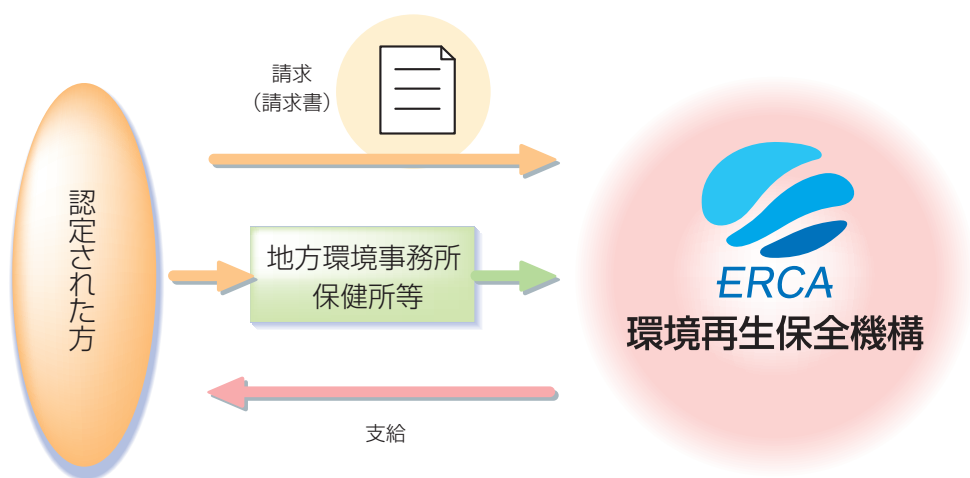 請求
（請求書）
認定された方
地方環境事務所
保健所等
ERCA
環境再生保全機構
支給